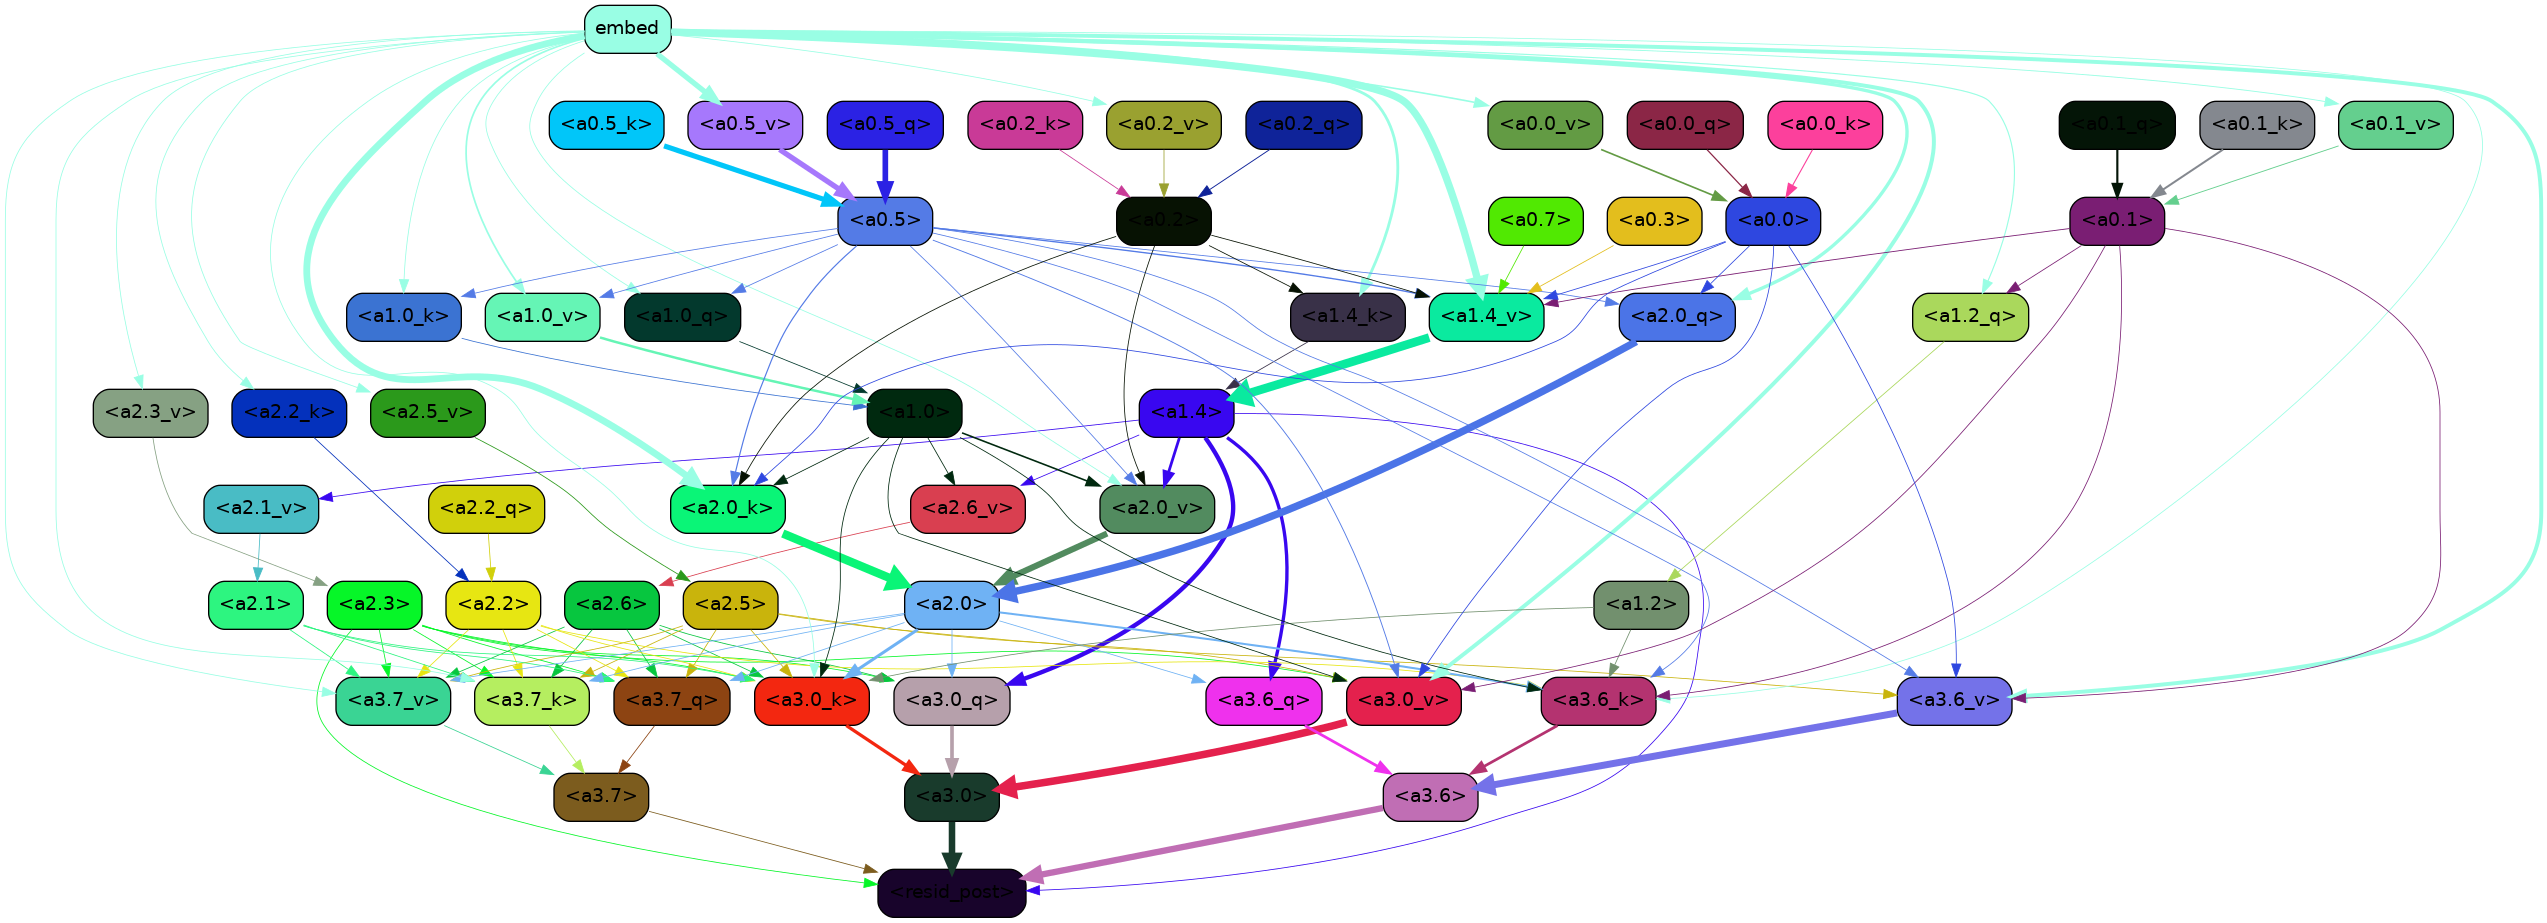 embed
<a0.5_k>
<a0.5_v>
<a0.5_q>
<a0.2_k>
<a0.2_v>
<a0.2_q>
<a0.0_v>
<a0.0_q>
<a0.0_k>
<a0.1_q>
<a0.1_k>
<a0.1_v>
<a0.5>
<a0.2>
<a0.7>
<a0.3>
<a0.0>
<a0.1>
<a1.0_k>
<a1.0_v>
<a1.0_q>
<a1.4_k>
<a1.4_v>
<a2.0_q>
<a1.2_q>
<a2.3_v>
<a2.2_k>
<a2.5_v>
<a1.0>
<a1.4>
<a2.1_v>
<a2.2_q>
<a2.0_k>
<a2.6_v>
<a2.0_v>
<a2.1>
<a2.3>
<a2.2>
<a2.6>
<a2.5>
<a2.0>
<a1.2>
<a3.7_v>
<a3.7_k>
<a3.7_q>
<a3.0_k>
<a3.0_q>
<a3.6_q>
<a3.0_v>
<a3.6_k>
<a3.6_v>
<a3.7>
<a3.0>
<a3.6>
<resid_post>